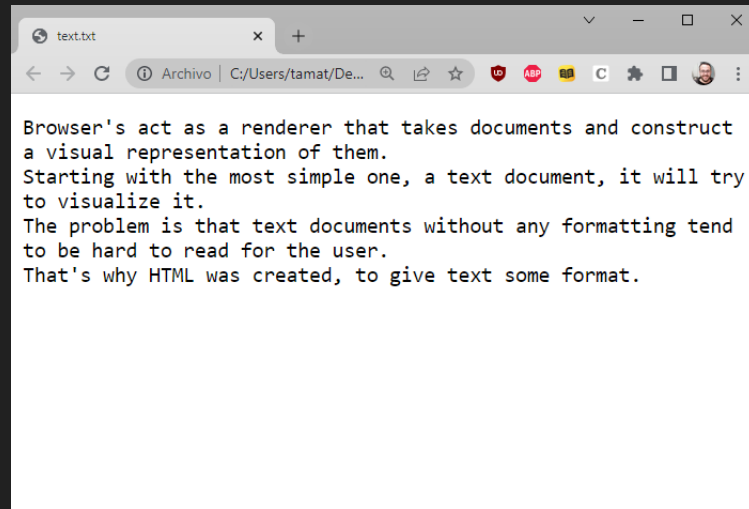 text.txt
Archivo C:/Users/tamat/De...
UD
ABP
C
Browser's act as a renderer that takes documents and construct
a visual representation of them.
Starting with the most simple one, a text document, it will try
to visualize it.
The problem is that text documents without any formatting tend
to be hard to read for the user.
That's why HTML was created, to give text some format.